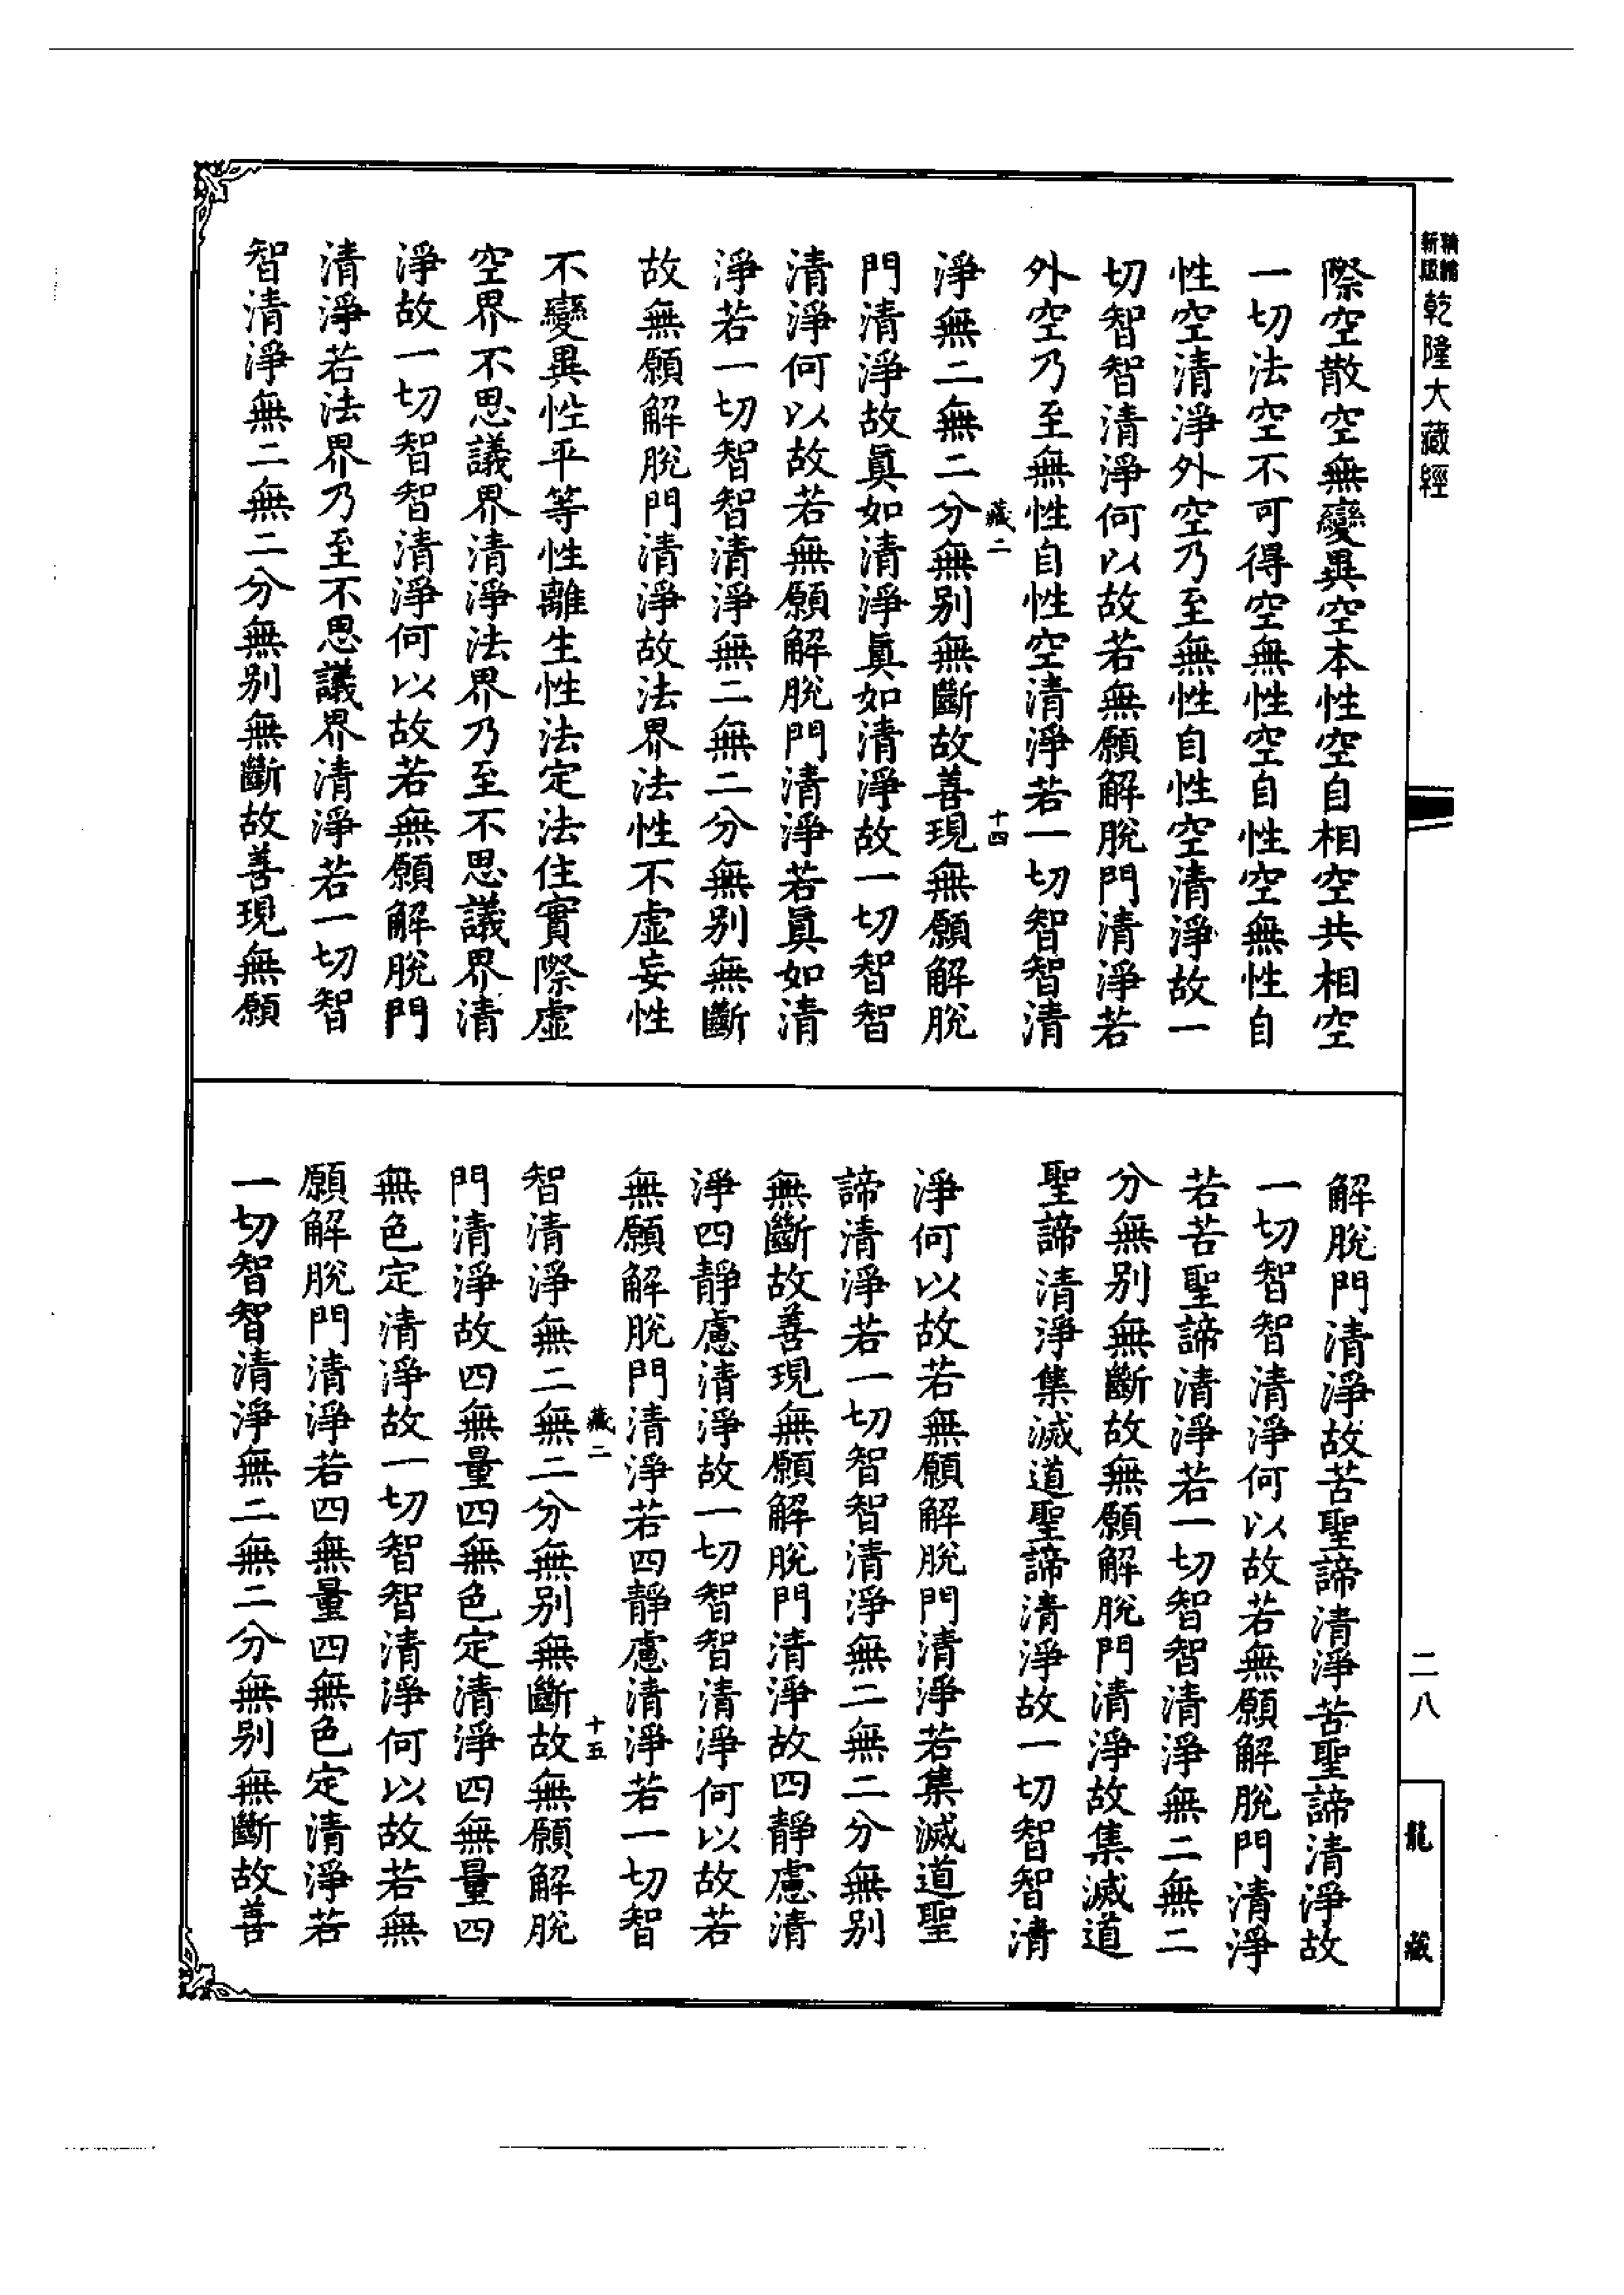 精縮
新版
乾隆大藏經
際空散空無變異空本性空自相空共相空
一切法空不可得空無性空自性空無性自
性空清淨外空乃至無性自性空清淨故一
切智智清淨何以故若無願解脫門清淨若
外空乃至無性自性空清淨若一切智智清
藏二
十四
淨無二無二分無別無斷故善現無願解脫
門清淨故眞如清淨眞如清淨故一切智智
清淨何以故若無願解脫門清淨若眞如清
淨若一切智智清淨無二無二分無別無斷
故無願解脫門清淨故法界法性不虛妄性
不變異性平等性離生性法定法住實際虛
空界不思議界清淨法界乃至不思議界清
淨故一切智智清淨何以故若無願解脫門
清淨若法界乃至不思議界清淨若一切智
智清淨無二無二分無別無斷故善現無願
解脫門清淨故苦聖諦清淨苦聖諦清淨故
一切智智清淨何以故若無願解脫門清淨
若苦聖諦清淨若一切智智清淨無二無二
分無別無斷故無願解脫門清淨故集滅道
聖諦清淨集滅道聖諦清淨故一切智智清
淨何以故若無願解脫門清淨若集滅道聖
諦清淨若一切智智清淨無二無二分無別
無斷故善現無願解脫門清淨故四靜慮清
淨四靜慮清淨故一切智智清淨何以故若
無願解脫門清淨若四靜慮清淨若一切智
藏二
十五
智清淨無二無二分無別無斷故無願解脫
門清淨故四無量四無色定清淨四無量四
無色定清淨故一切智智清淨何以故若無
願解脫門清淨若四無量四無色定清淨若
一切智智清淨無二無二分無別無斷故善
二八
龍藏